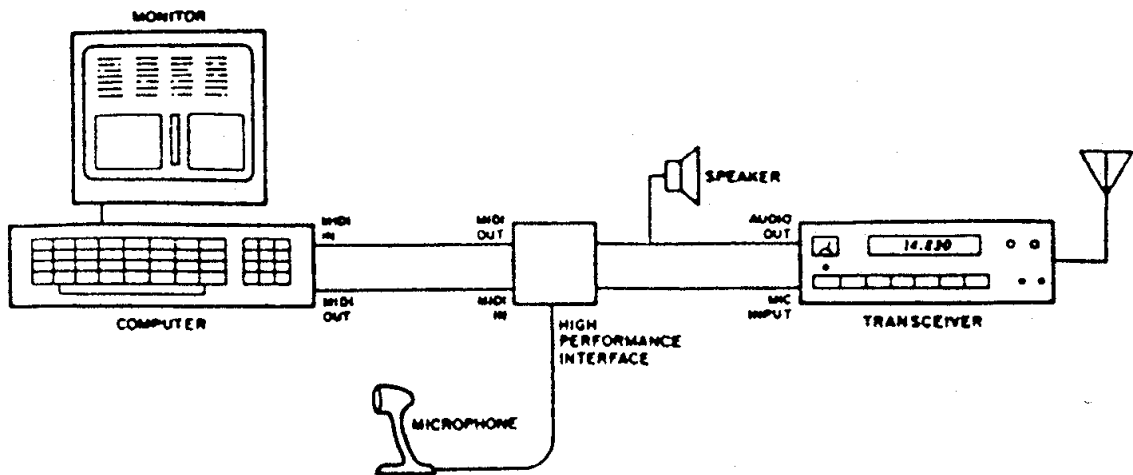 MONITOR
SPEAKER
MIDI
IN
MIDI
OUT
AUDIO
OUT
14.830
MIDI
OUT
MIDI
IN
MIC
INPUT
COMPUTER
HIGH
PERFORMANCE
INTERFACE
TRANSCEIVER
MICROPHONE